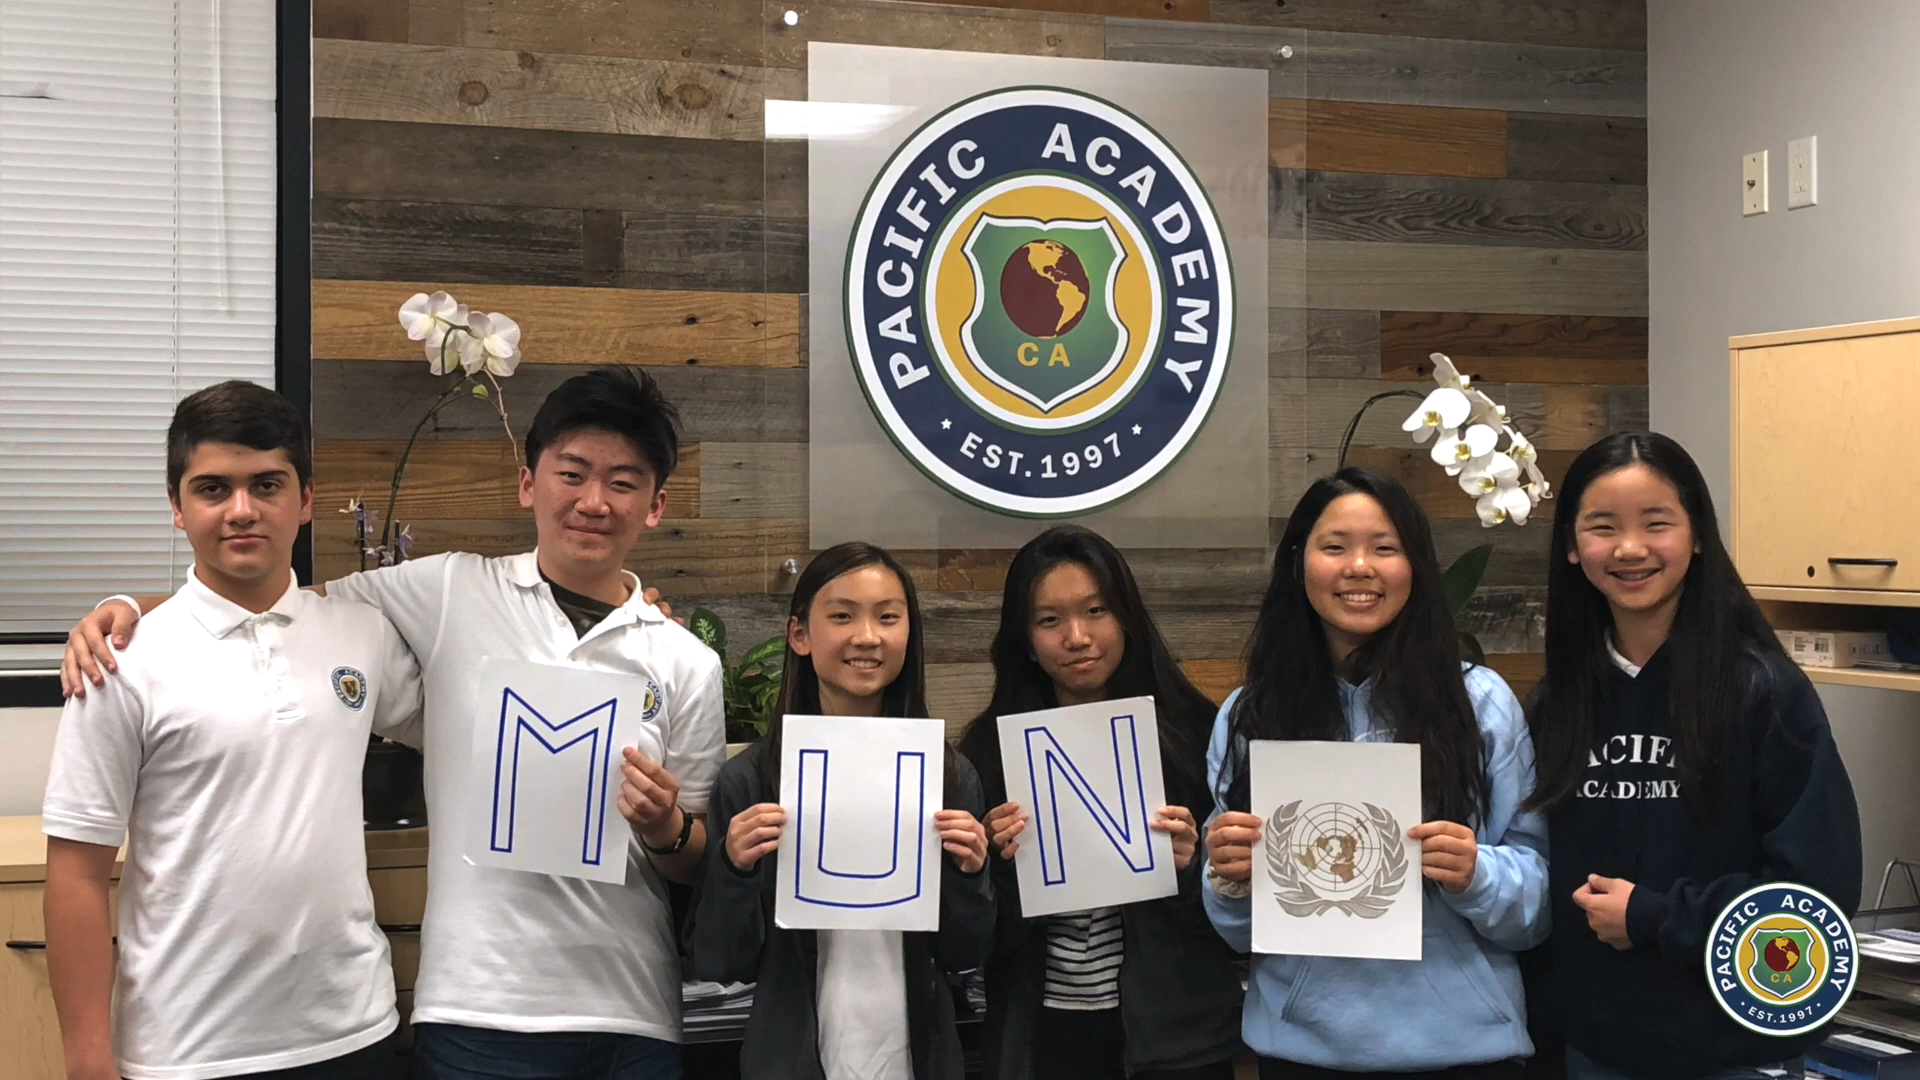 PACIFIC ACADEMY
CA
EST. 1997
M
U
N
ACADEMY
PACIFIC ACADEMY
CA
EST. 1997